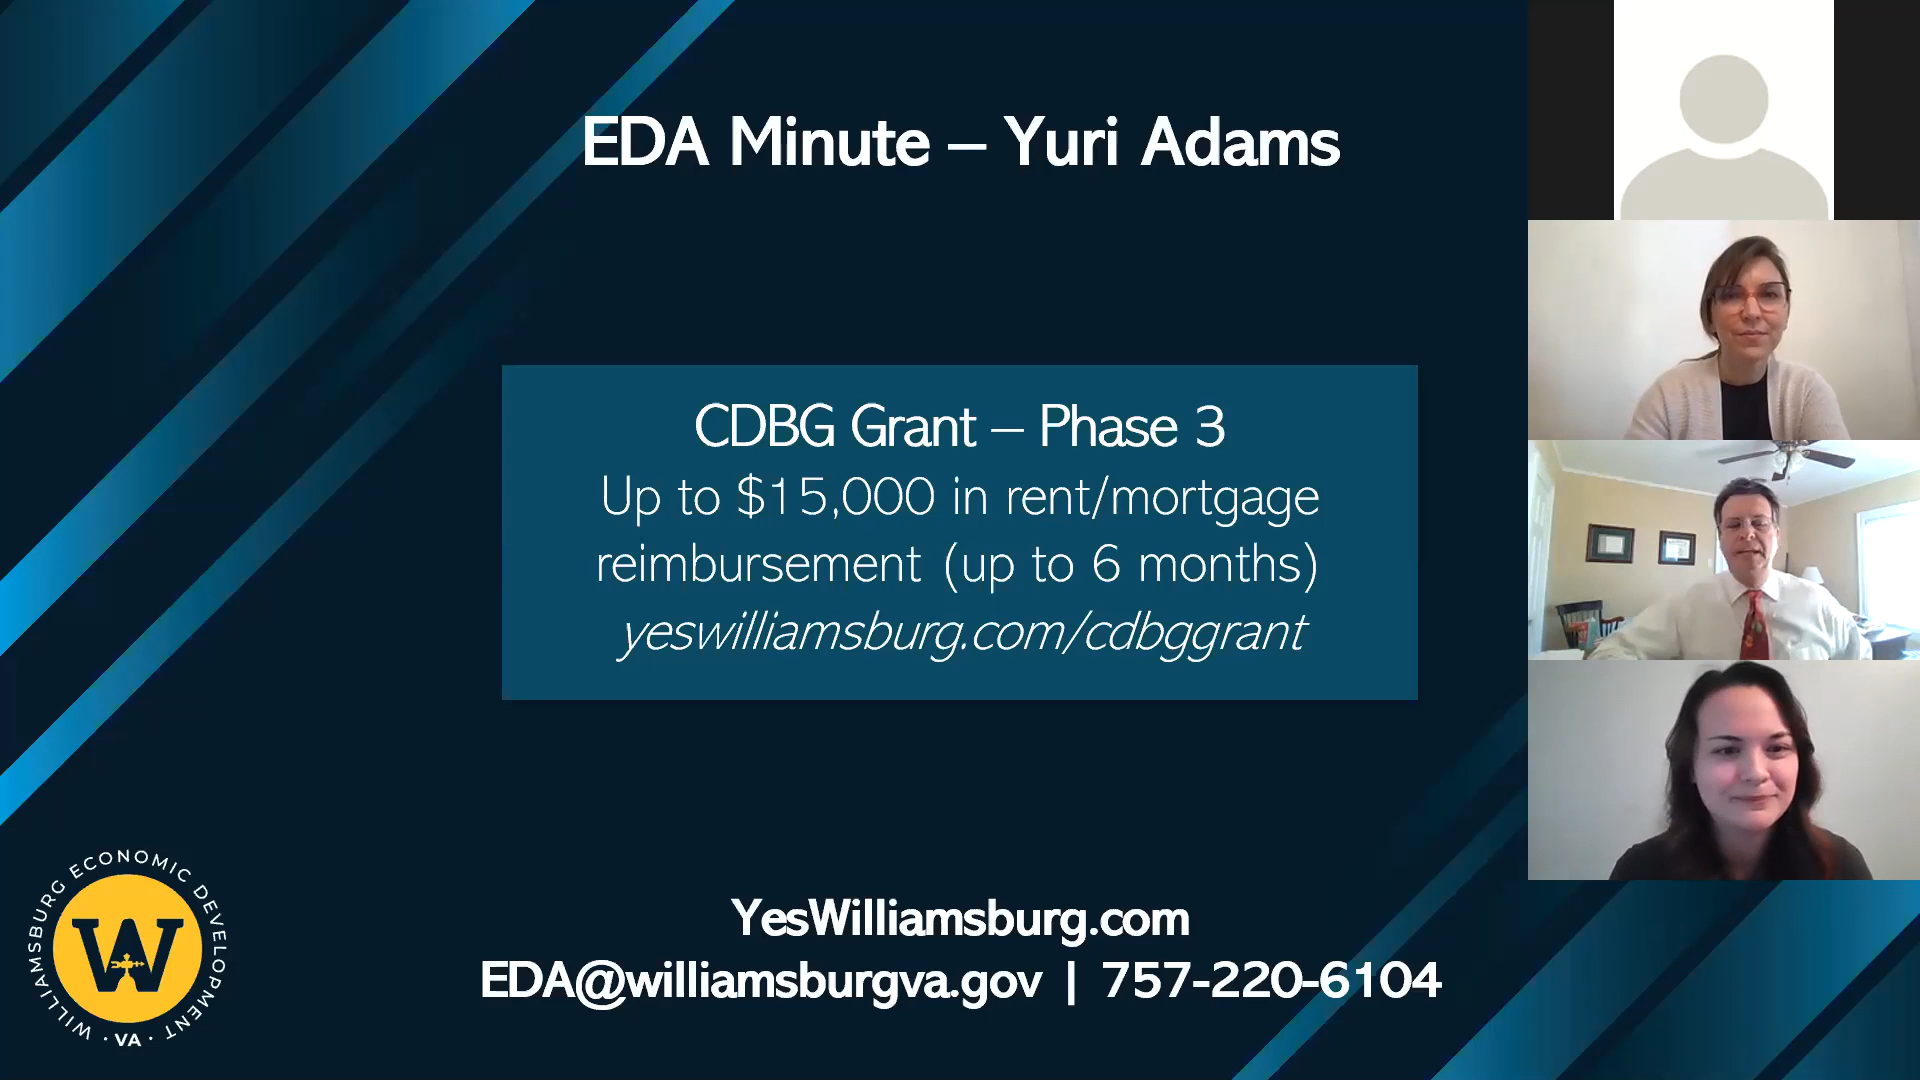 EDA Minute – Yuri Adams
CDBG Grant – Phase 3
Up to $15,000 in rent/mortgage
reimbursement (up to 6 months)
yeswilliamsburg.com/cdbggrant
YesWilliamsburg.com
EDA@williamsburgva.gov | 757-220-6104
WILLIAMSBURG ECONOMIC DEVELOPMENT
· VA ·
W